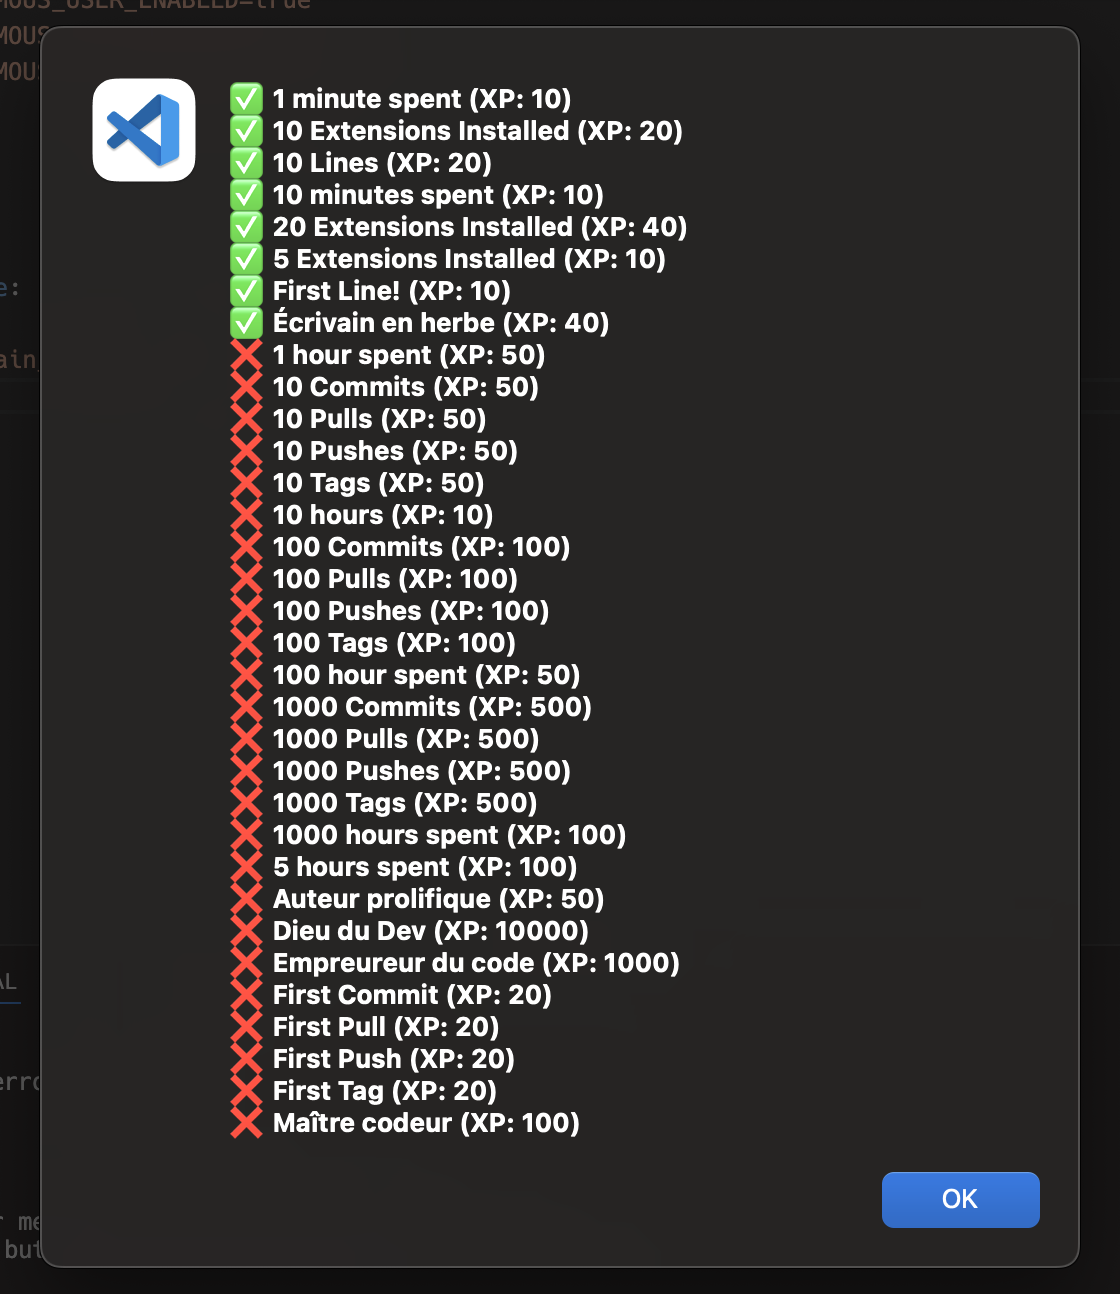 MOUS_USER_ENABLED=true
MOUS
MOUS
e:
ain_
AL
erro
r me
but
✅ 1 minute spent (XP: 10)
✅ 10 Extensions Installed (XP: 20)
✅ 10 Lines (XP: 20)
✅ 10 minutes spent (XP: 10)
✅ 20 Extensions Installed (XP: 40)
✅ 5 Extensions Installed (XP: 10)
✅ First Line! (XP: 10)
✅ Écrivain en herbe (XP: 40)
❌ 1 hour spent (XP: 50)
❌ 10 Commits (XP: 50)
❌ 10 Pulls (XP: 50)
❌ 10 Pushes (XP: 50)
❌ 10 Tags (XP: 50)
❌ 10 hours (XP: 10)
❌ 100 Commits (XP: 100)
❌ 100 Pulls (XP: 100)
❌ 100 Pushes (XP: 100)
❌ 100 Tags (XP: 100)
❌ 100 hour spent (XP: 50)
❌ 1000 Commits (XP: 500)
❌ 1000 Pulls (XP: 500)
❌ 1000 Pushes (XP: 500)
❌ 1000 Tags (XP: 500)
❌ 1000 hours spent (XP: 100)
❌ 5 hours spent (XP: 100)
❌ Auteur prolifique (XP: 50)
❌ Dieu du Dev (XP: 10000)
❌ Empreureur du code (XP: 1000)
❌ First Commit (XP: 20)
❌ First Pull (XP: 20)
❌ First Push (XP: 20)
❌ First Tag (XP: 20)
❌ Maître codeur (XP: 100)
OK